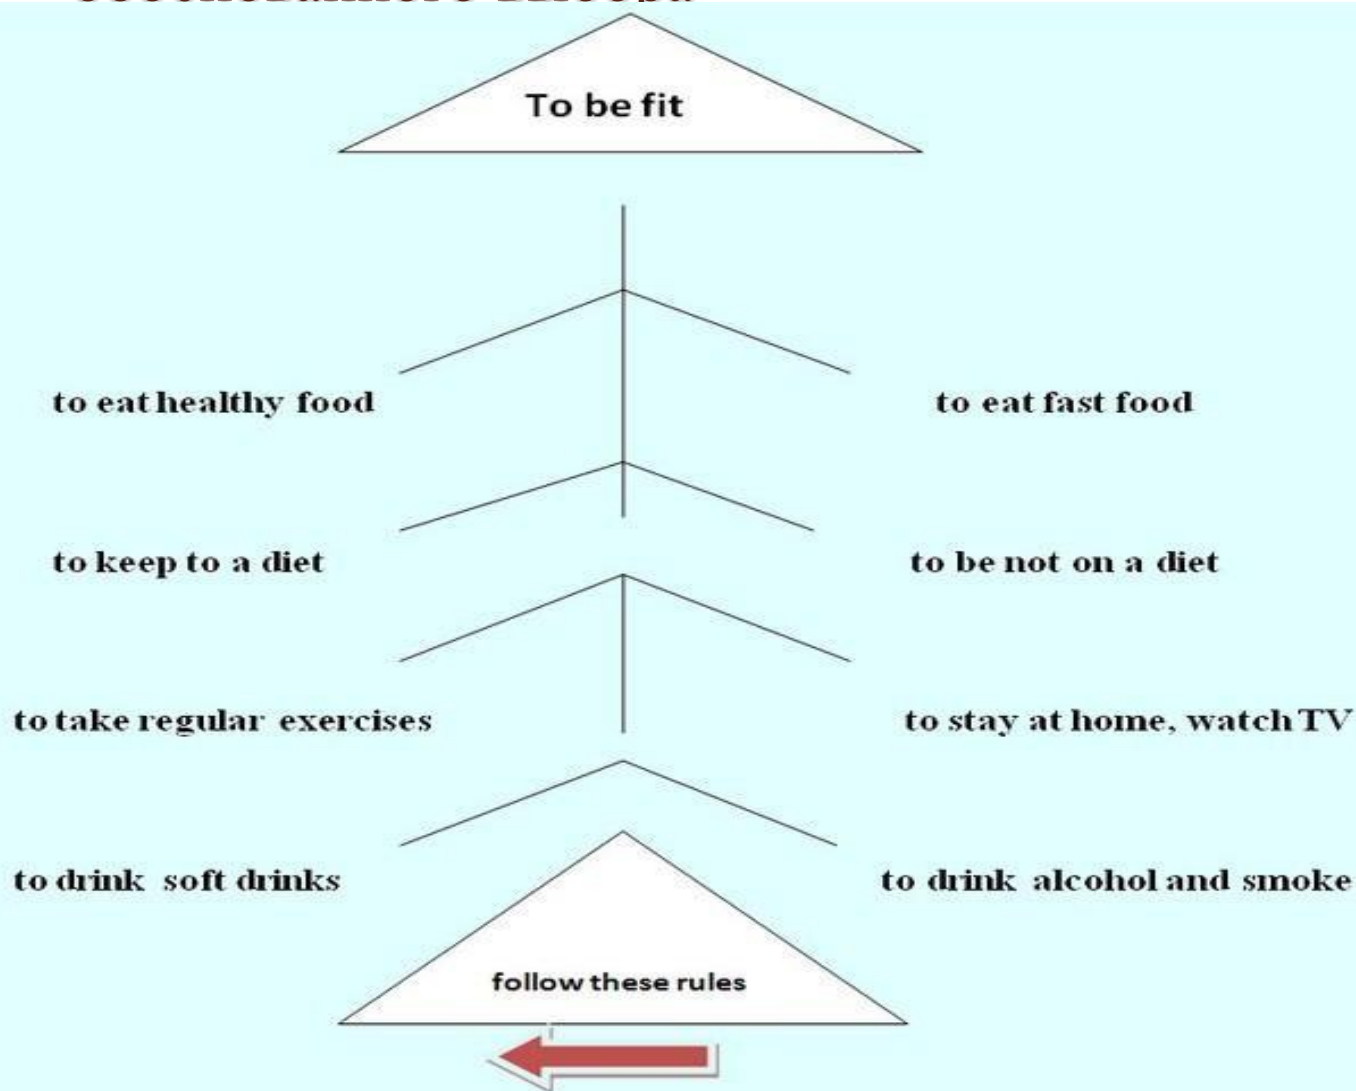 To be fit
to eat healthy food
to eat fast food
to keep to a diet
to be not on a diet
to take regular exercises
to stay at home, watch TV
to drink soft drinks
to drink alcohol and smoke
follow these rules